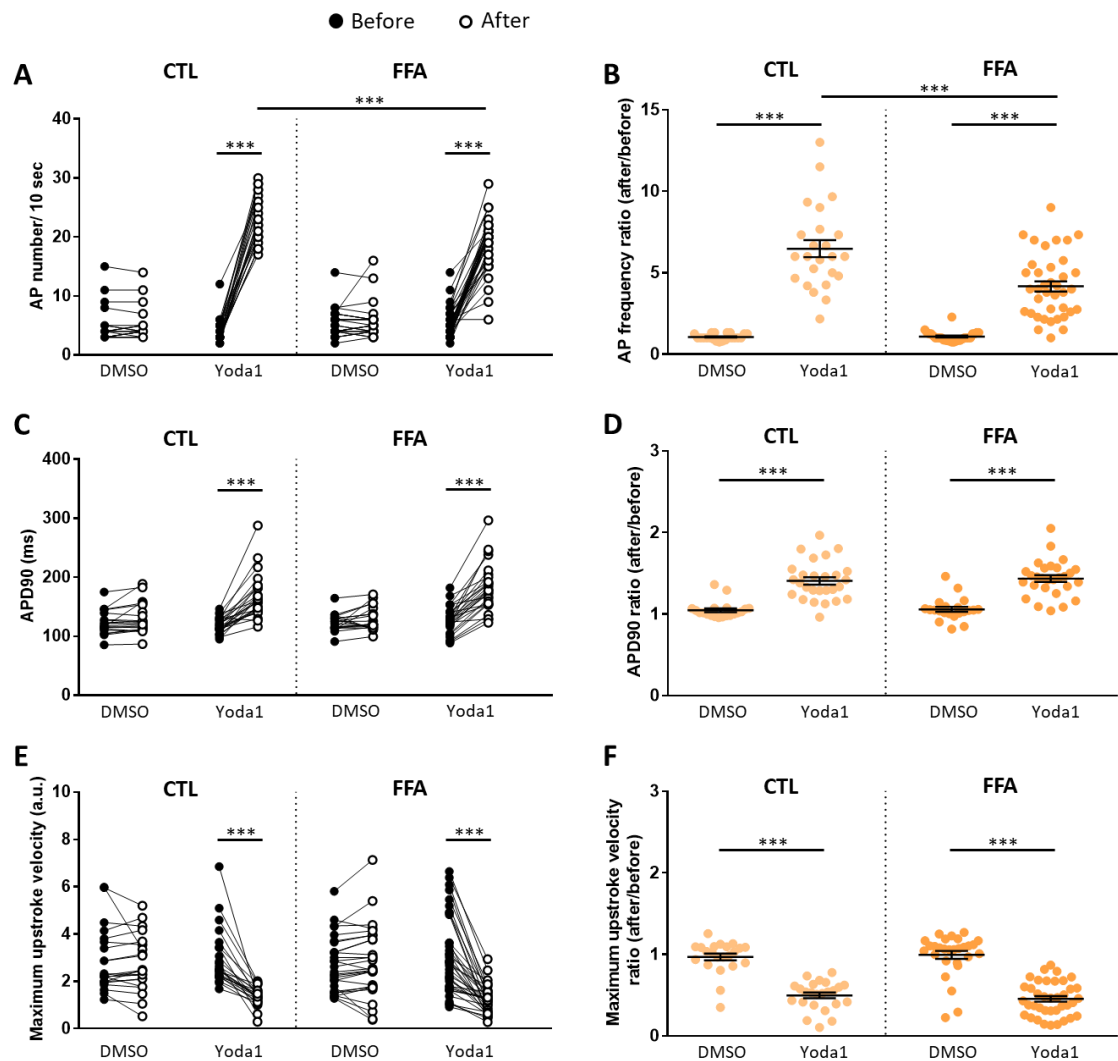 Before After
A CTL FFA
AP number/ 10 sec
40
30
20
10
0
***
***
***
DMSO Yoda1 DMSO Yoda1
B CTL FFA
AP frequency ratio (after/before)
15
10
5
0
***
***
***
DMSO Yoda1 DMSO Yoda1
C CTL FFA
APD90 (ms)
400
300
200
100
0
***
***
DMSO Yoda1 DMSO Yoda1
D CTL FFA
APD90 ratio (after/before)
3
2
1
0
***
***
DMSO Yoda1 DMSO Yoda1
E CTL FFA
Maximum upstroke velocity (a.u.)
10
8
6
4
2
0
***
***
DMSO Yoda1 DMSO Yoda1
F CTL FFA
Maximum upstroke velocity
ratio (after/before)
3
2
1
0
***
***
DMSO Yoda1 DMSO Yoda1